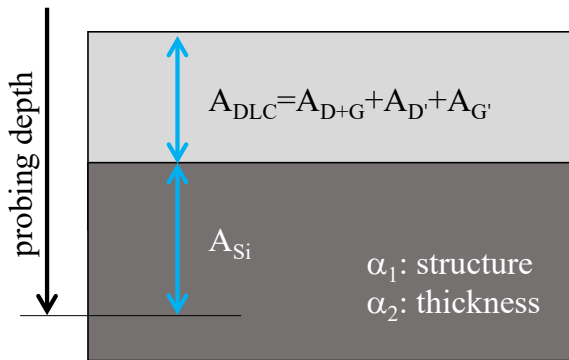 probing depth
A_DLC=A_D+G+A_D'+A_G'
A_Si
α₁: structure
α₂: thickness